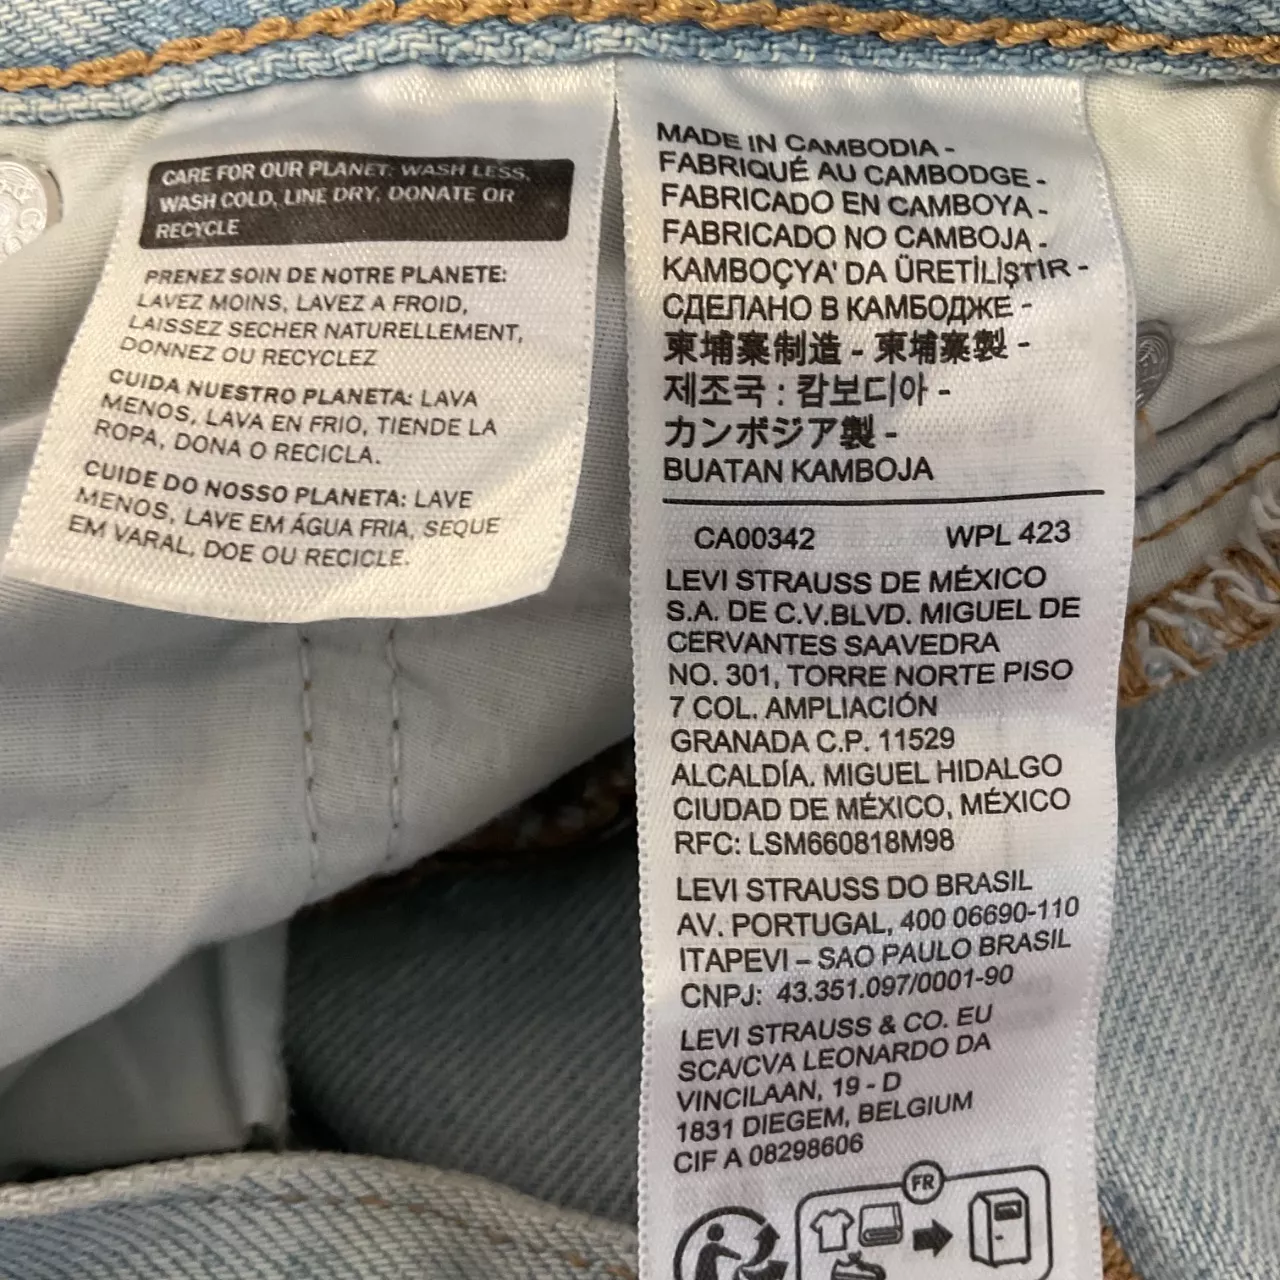 CARE FOR OUR PLANET: WASH LESS,
WASH COLD, LINE DRY, DONATE OR
RECYCLE
PRENEZ SOIN DE NOTRE PLANETE:
LAVEZ MOINS, LAVEZ A FROID,
LAISSEZ SECHER NATURELLEMENT,
DONNEZ OU RECYCLEZ
CUIDA NUESTRO PLANETA: LAVA
MENOS, LAVA EN FRIO, TIENDE LA
ROPA, DONA O RECICLA.
CUIDE DO NOSSO PLANETA: LAVE
MENOS, LAVE EM ÁGUA FRIA, SEQUE
EM VARAL, DOE OU RECICLE.
MADE IN CAMBODIA -
FABRIQUÉ AU CAMBODGE -
FABRICADO EN CAMBOYA -
FABRICADO NO CAMBOJA -
KAMBOÇYA' DA ÜRETİLİŞTİR -
СДЕЛАНО В КАМБОДЖЕ -
柬埔寨制造 - 柬埔寨製 -
제조국 : 캄보디아 -
カンボジア製 -
BUATAN KAMBOJA
CA00342 WPL 423
LEVI STRAUSS DE MÉXICO
S.A. DE C.V.BLVD. MIGUEL DE
CERVANTES SAAVEDRA
NO. 301, TORRE NORTE PISO
7 COL. AMPLIACIÓN
GRANADA C.P. 11529
ALCALDÍA. MIGUEL HIDALGO
CIUDAD DE MÉXICO, MÉXICO
RFC: LSM660818M98
LEVI STRAUSS DO BRASIL
AV. PORTUGAL, 400 06690-110
ITAPEVI – SAO PAULO BRASIL
CNPJ: 43.351.097/0001-90
LEVI STRAUSS & CO. EU
SCA/CVA LEONARDO DA
VINCILAAN, 19 - D
1831 DIEGEM, BELGIUM
CIF A 08298606
FR